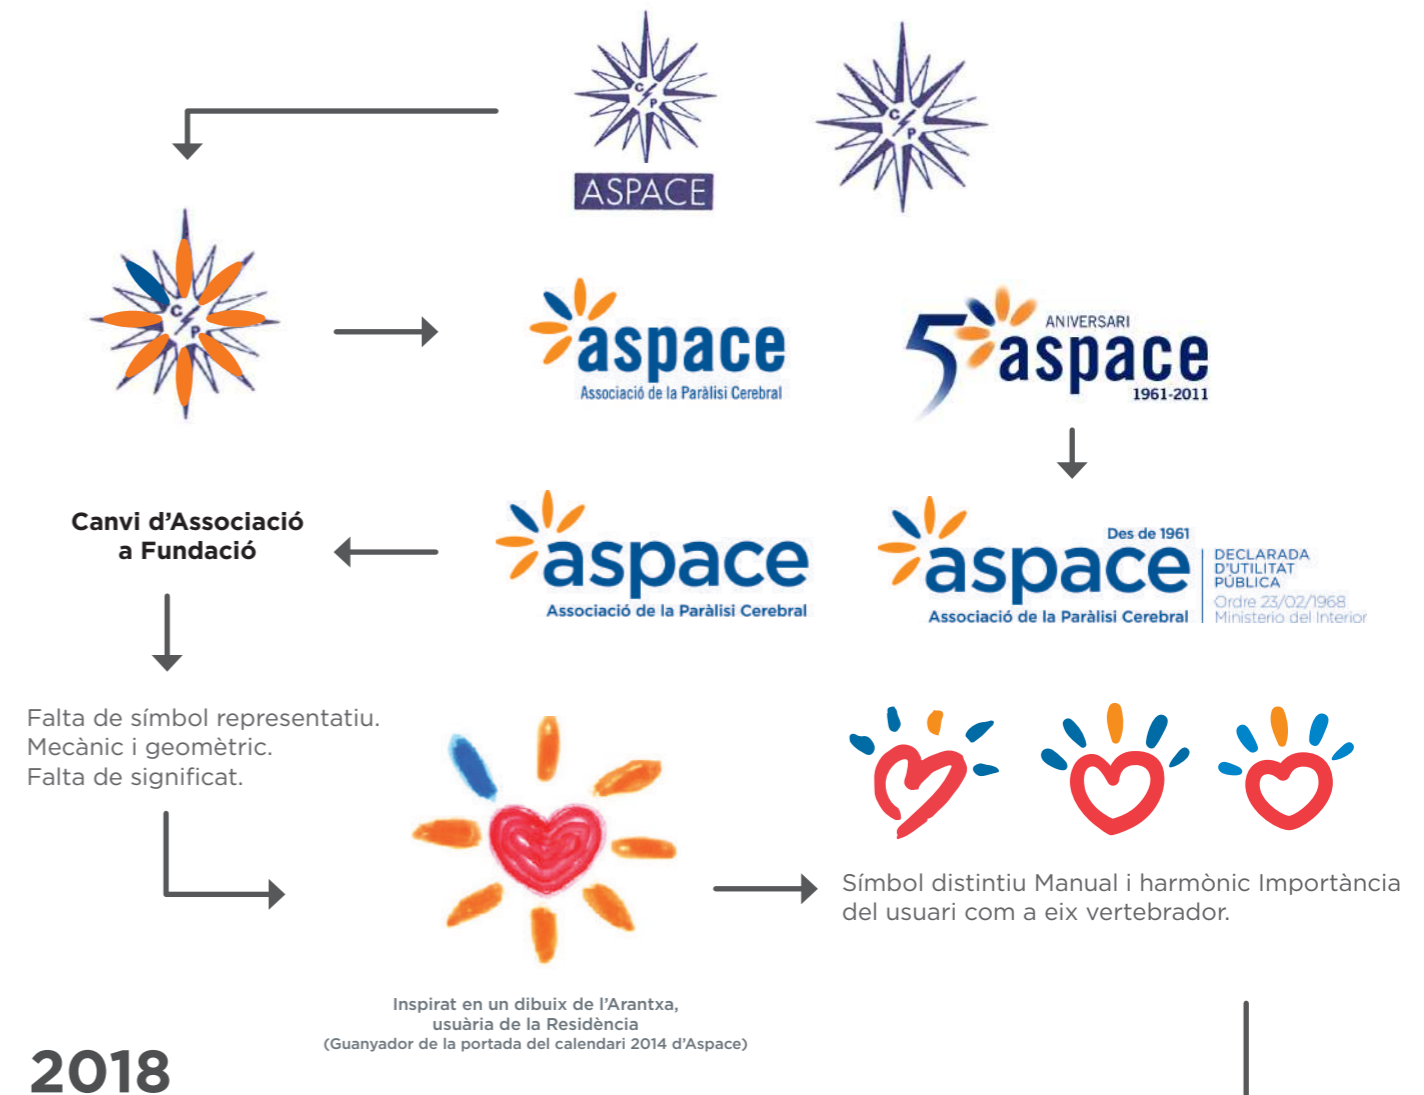 C P
ASPACE
C P
C P
aspace
Associació de la Paràlisi Cerebral
50 ANIVERSARI
aspace
1961-2011
Canvi d’Associació
a Fundació
aspace
Associació de la Paràlisi Cerebral
Des de 1961
aspace
Associació de la Paràlisi Cerebral
DECLARADA
D'UTILITAT
PÚBLICA
Ordre 23/02/1968
Ministerio del Interior
Falta de símbol representatiu.
Mecànic i geomètric.
Falta de significat.
Símbol distintiu Manual i harmònic Importància
del usuari com a eix vertebrador.
Inspirat en un dibuix de l’Arantxa,
usuària de la Residència
(Guanyador de la portada del calendari 2014 d’Aspace)
2018